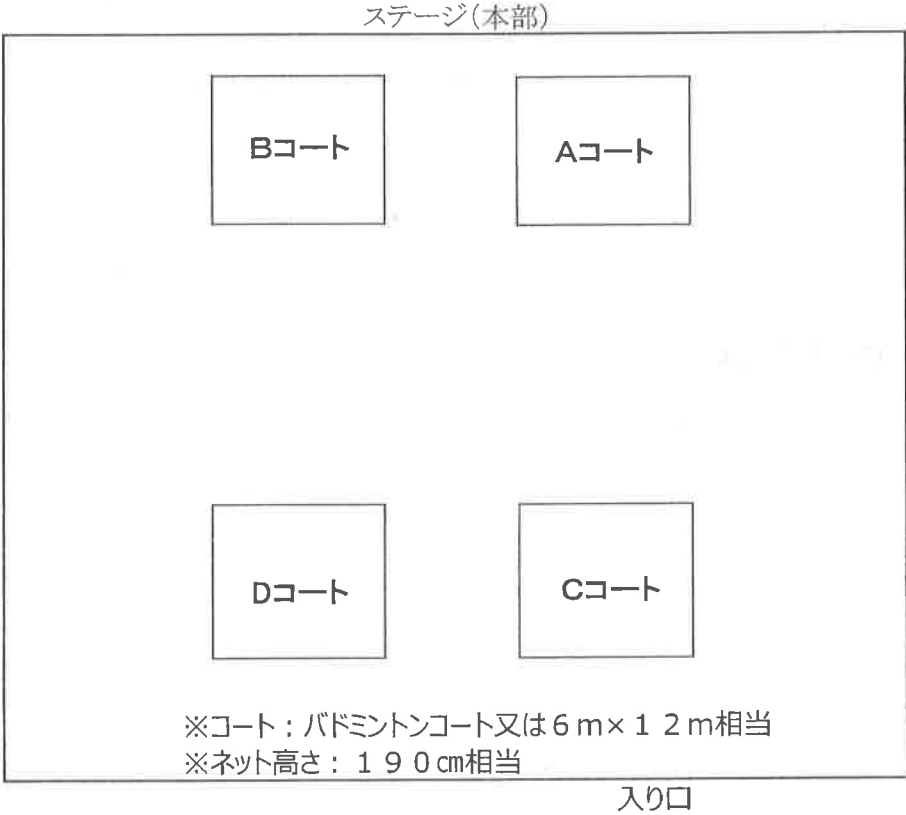 ステージ(本部)
Bコート
Aコート
Dコート
Cコート
※コート：バドミントンコート又は６ｍ×１２ｍ相当
※ネット高さ：１９０㎝相当
入り口